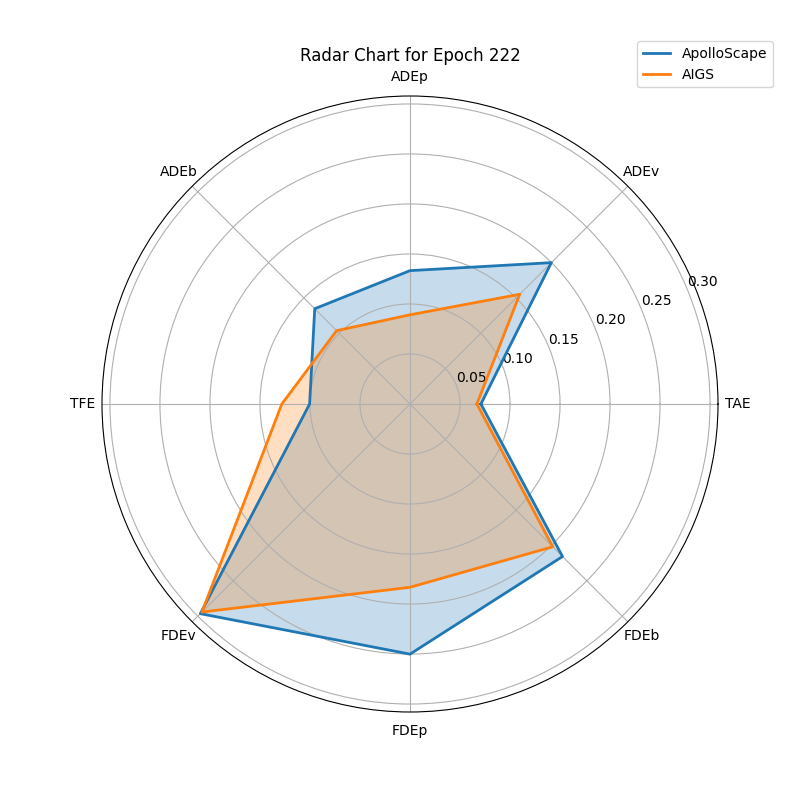 Radar Chart for Epoch 222
ApolloScape
AIGS
ADEp
ADEb
ADEv
0.30
0.25
0.20
0.15
0.10
0.05
TFE
TAE
FDEv
FDEb
FDEp